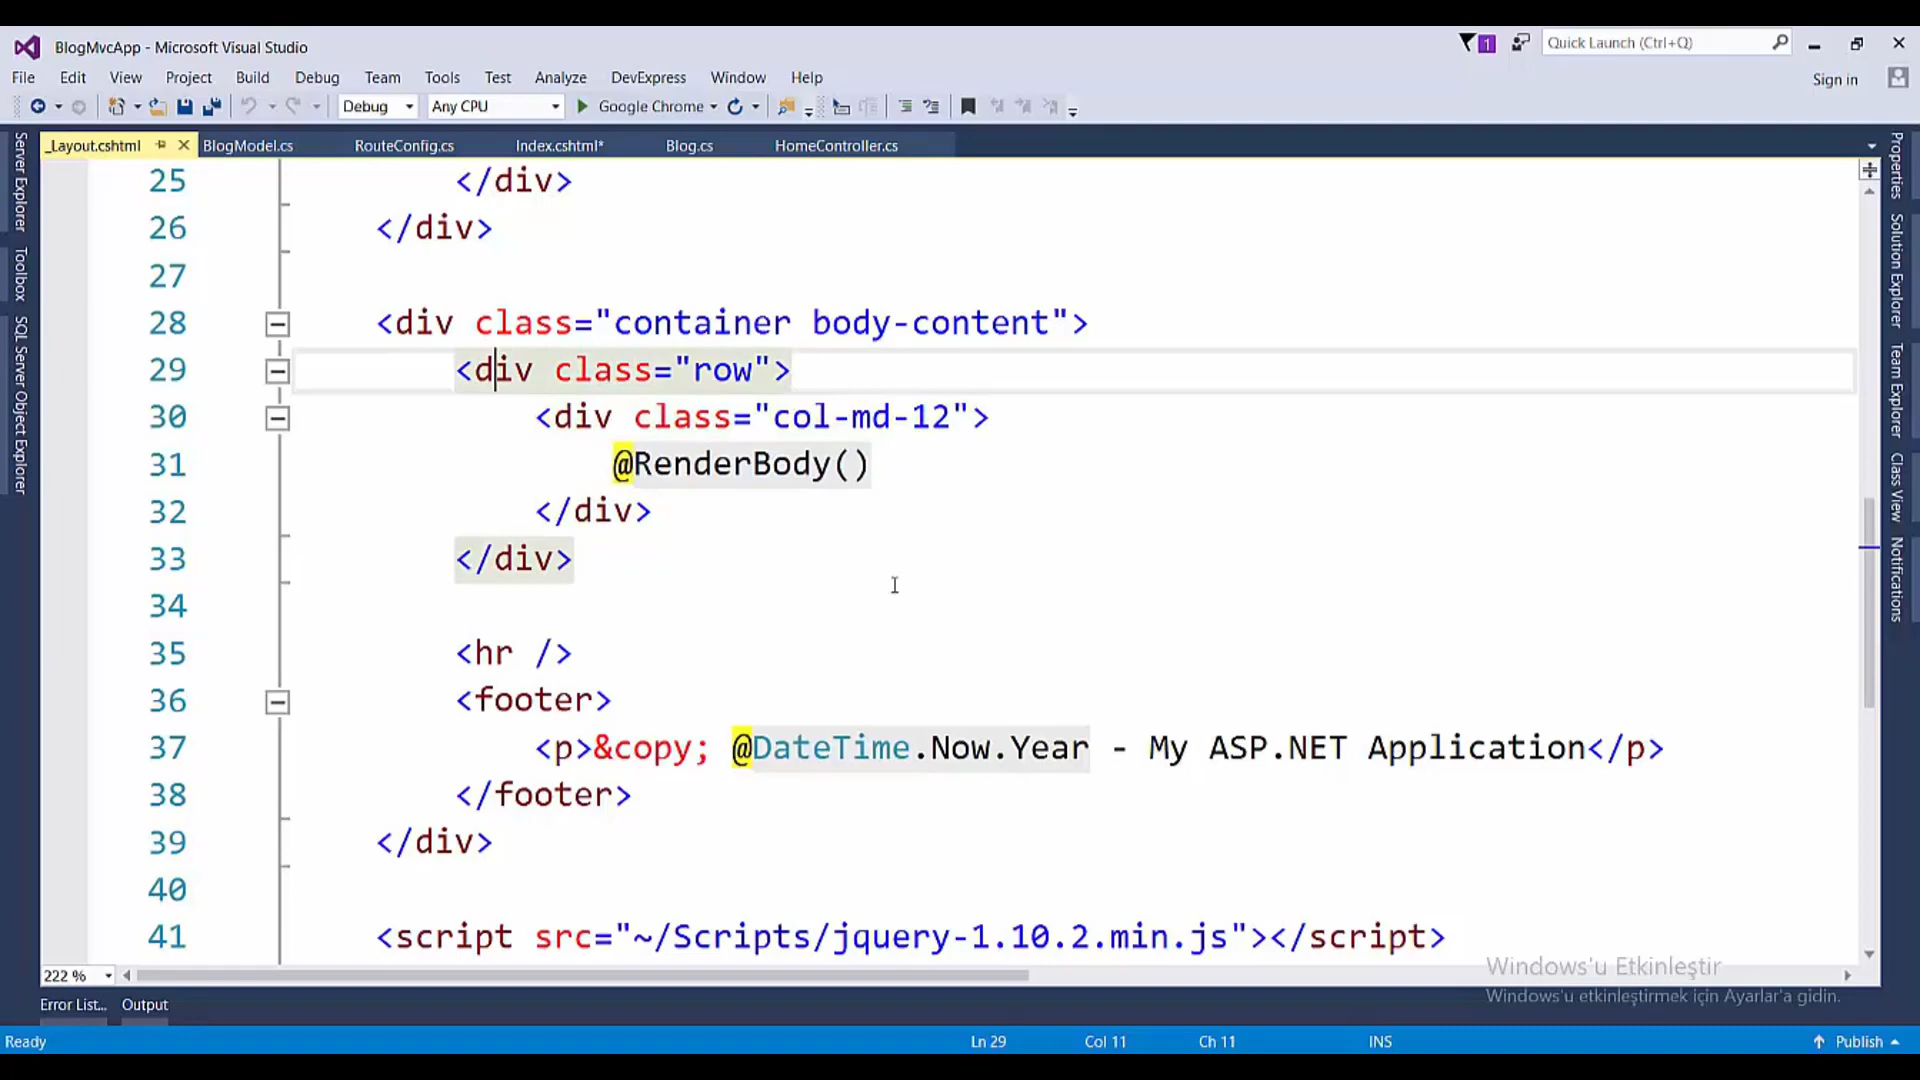 BlogMvcApp - Microsoft Visual Studio
1
Quick Launch (Ctrl+Q)
File Edit View Project Build Debug Team Tools Test Analyze DevExpress Window Help
Sign in
Debug Any CPU Google Chrome
_Layout.cshtml BlogModel.cs RouteConfig.cs Index.cshtml* Blog.cs HomeController.cs
Server Explorer
Toolbox
SQL Server Object Explorer
25 </div>
26 </div>
27
28 <div class="container body-content">
29 <div class="row">
30 <div class="col-md-12">
31 @RenderBody()
32 </div>
33 </div>
34
35 <hr />
36 <footer>
37 <p>&copy; @DateTime.Now.Year - My ASP.NET Application</p>
38 </footer>
39 </div>
40
41 <script src="~/Scripts/jquery-1.10.2.min.js"></script>
Properties
Solution Explorer
Team Explorer
Class View
Notifications
Windows'u Etkinleştir
Windows'u etkinleştirmek için Ayarlar'a gidin.
222 %
Error List... Output
Ready Ln 29 Col 11 Ch 11 INS Publish